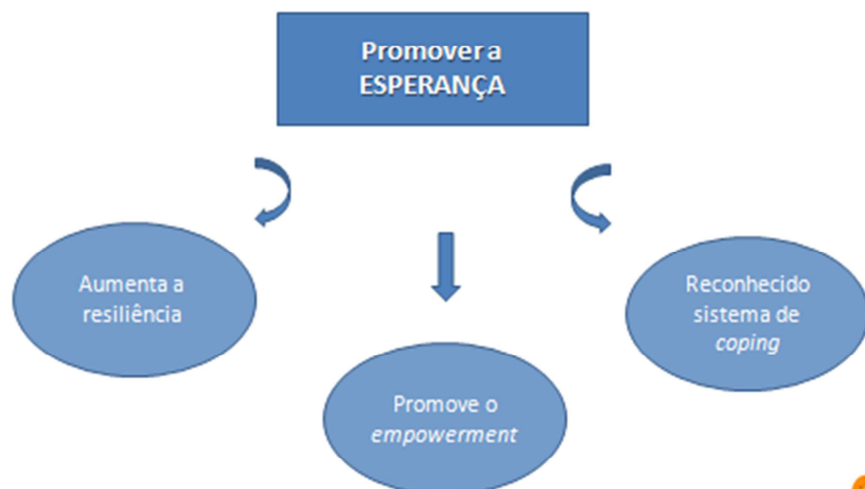 Promover a
ESPERANÇA
Aumenta a
resiliência
Promove o
empowerment
Reconhecido
sistema de
coping